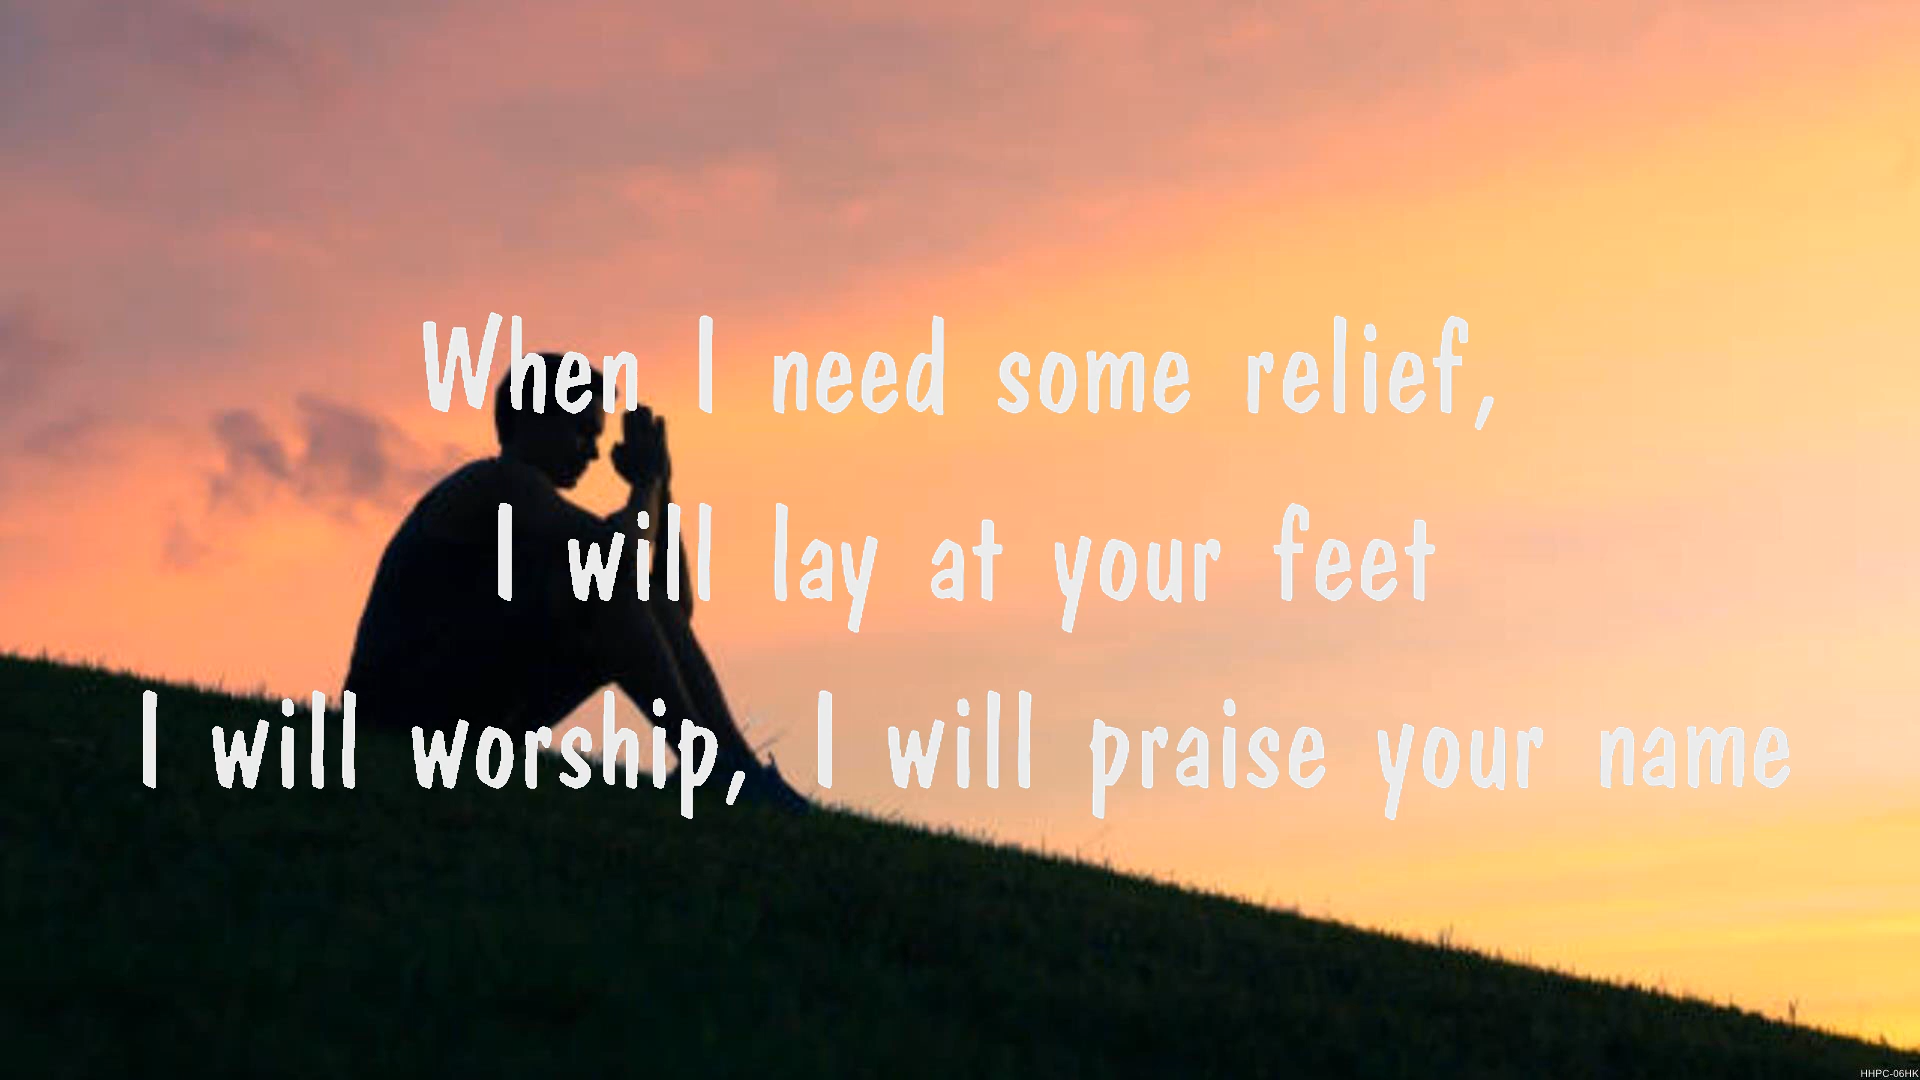 When I need some relief,
I will lay at your feet
I will worship, I will praise your name
HHPC-06HK